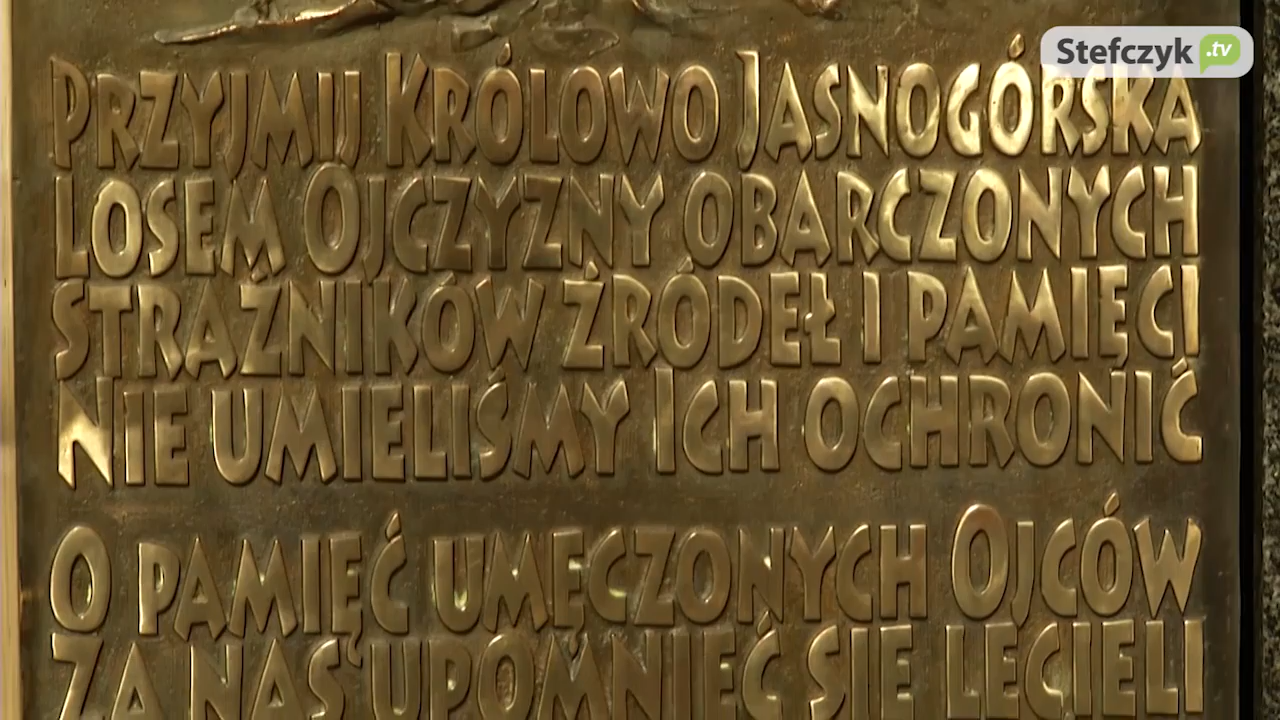 Stefczyk.tv
PRZYJMIJ KRÓLOWO JASNOGÓRSKA
LOSEM OJCZYZNY OBARCZONYCH
STRAŻNIKÓW ŹRÓDEŁ I PAMIĘCI
NIE UMIELIŚMY ICH OCHRONIĆ
O PAMIĘĆ UMĘCZONYCH OJCÓW
ZA NAS UPOMNIEĆ SIĘ LECIELI